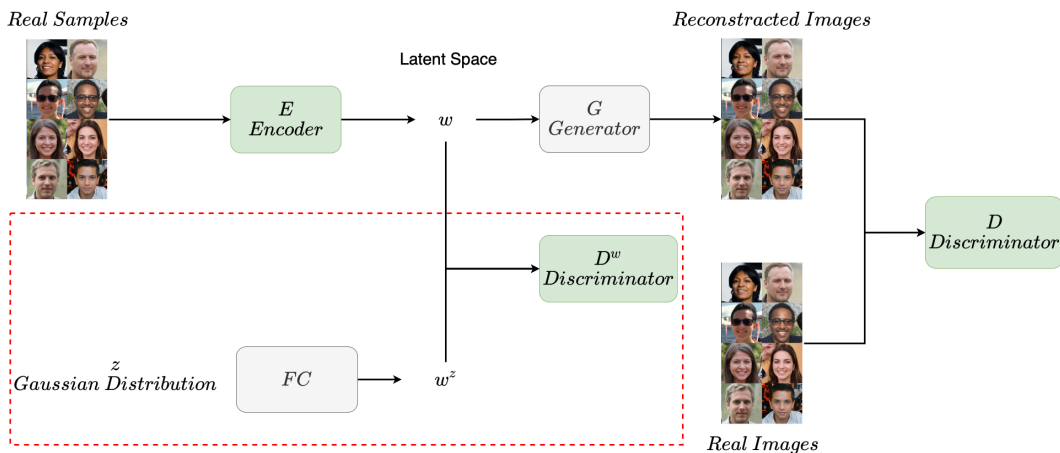 Real Samples
Reconstracted Images
Latent Space
E
Encoder
w
G
Generator
D
Discriminator
D^w
Discriminator
z
Gaussian Distribution
FC
w^z
Real Images